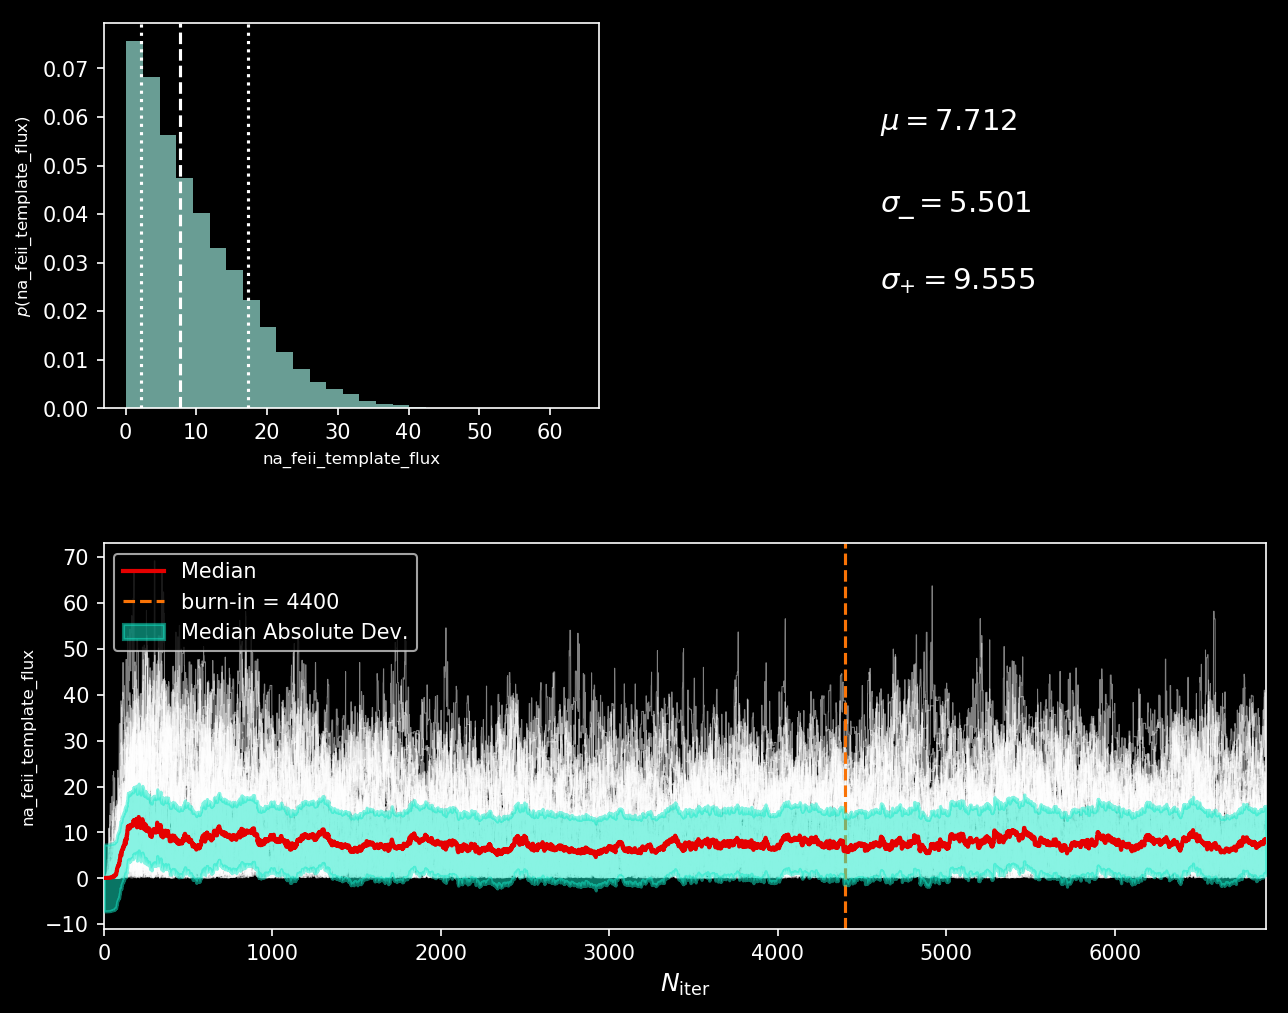 0.07
0.06
0.05
0.04
0.03
0.02
0.01
0.00
p(na_feii_template_flux)
0 10 20 30 40 50 60
na_feii_template_flux
μ = 7.712
σ₋ = 5.501
σ₊ = 9.555
70
60
50
40
30
20
10
0
−10
na_feii_template_flux
Median
burn-in = 4400
Median Absolute Dev.
0 1000 2000 3000 4000 5000 6000
N_iter